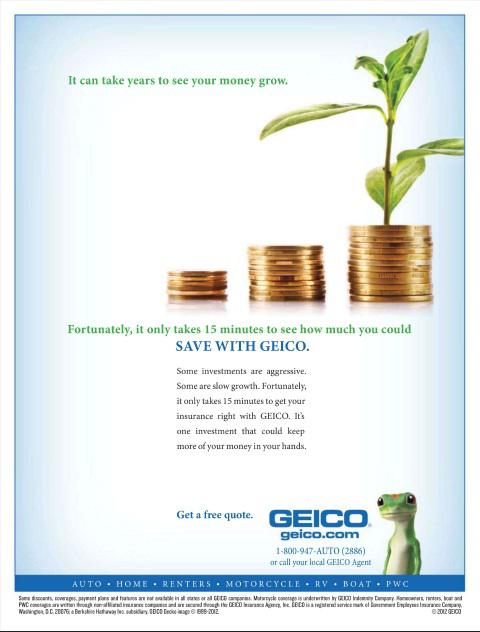 It can take years to see your money grow.
Fortunately, it only takes 15 minutes to see how much you could
SAVE WITH GEICO.
Some investments are aggressive.
Some are slow growth. Fortunately,
it only takes 15 minutes to get your
insurance right with GEICO. It's
one investment that could keep
more of your money in your hands.
Get a free quote.
GEICO®
geico.com
1-800-947-AUTO (2886)
or call your local GEICO Agent
AUTO • HOME • RENTERS • MOTORCYCLE • RV • BOAT • PWC
Some discounts, coverages, payment plans and features are not available in all states or all GEICO companies. Motorcycle coverage is underwritten by GEICO Indemnity Company. Homeowners, renters, boat and
PWC coverages are written through non-affiliated insurance companies and are secured through the GEICO Insurance Agency, Inc. GEICO is a registered service mark of Government Employees Insurance Company,
Washington, D.C. 20076; a Berkshire Hathaway Inc. subsidiary. GEICO Gecko image © 1999-2012. © 2012 GEICO